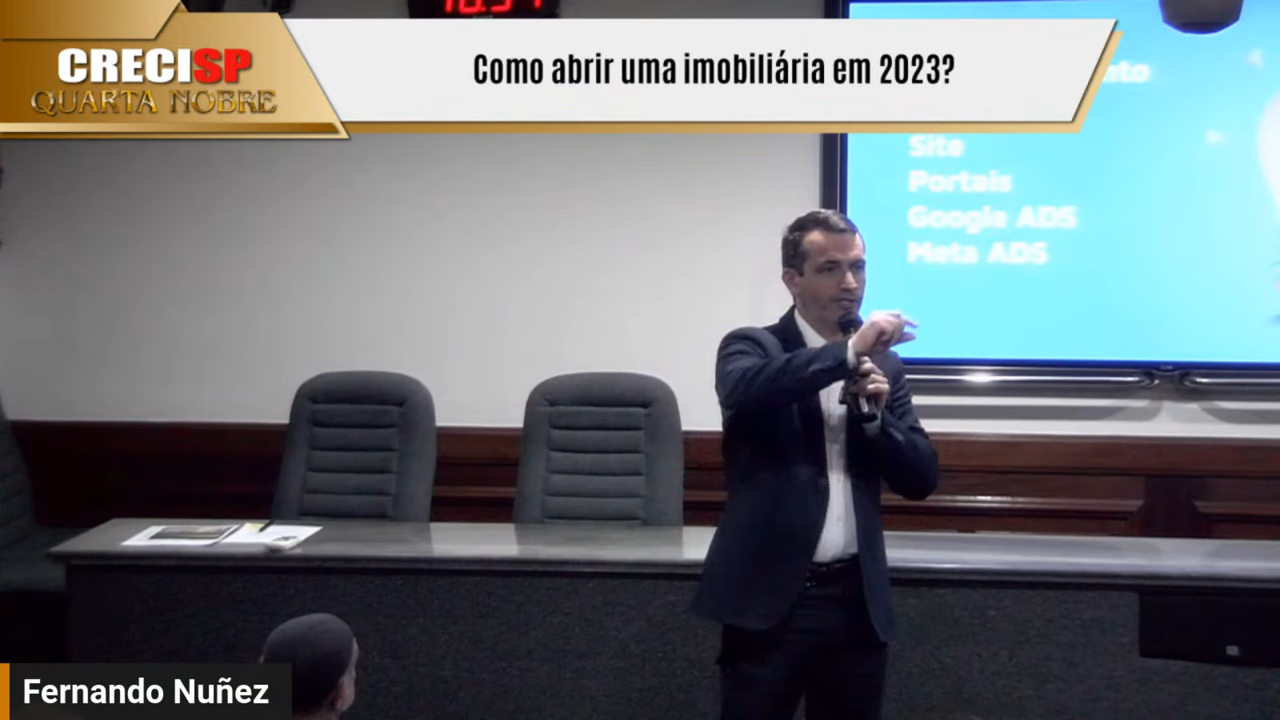 CRECISP
QUARTA NOBRE
Como abrir uma imobiliária em 2023?
Site
Portais
Google ADS
Meta ADS
Fernando Nuñez